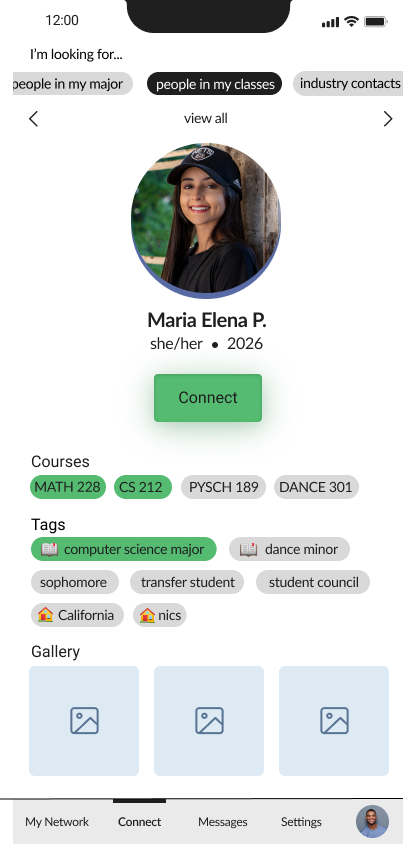 12:00
I'm looking for...
people in my major people in my classes industry contacts
view all
Maria Elena P.
she/her • 2026
Connect
Courses
MATH 228 CS 212 PYSCH 189 DANCE 301
Tags
📖 computer science major 📖 dance minor
sophomore transfer student student council
🏠 California 🏠 nics
Gallery
My Network Connect Messages Settings